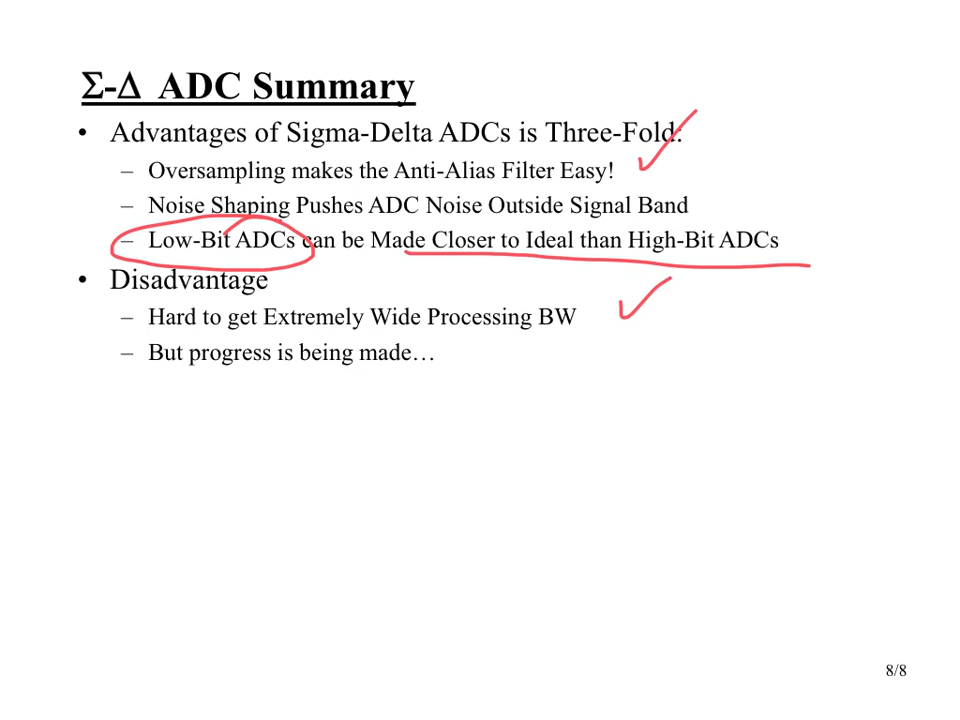 Σ-Δ ADC Summary
• Advantages of Sigma-Delta ADCs is Three-Fold:
– Oversampling makes the Anti-Alias Filter Easy!
– Noise Shaping Pushes ADC Noise Outside Signal Band
– Low-Bit ADCs can be Made Closer to Ideal than High-Bit ADCs
• Disadvantage
– Hard to get Extremely Wide Processing BW
– But progress is being made…
8/8